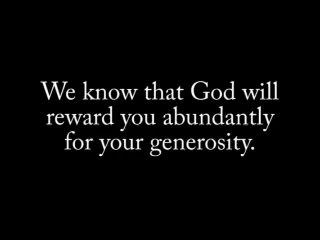 We know that God will
reward you abundantly
for your generosity.